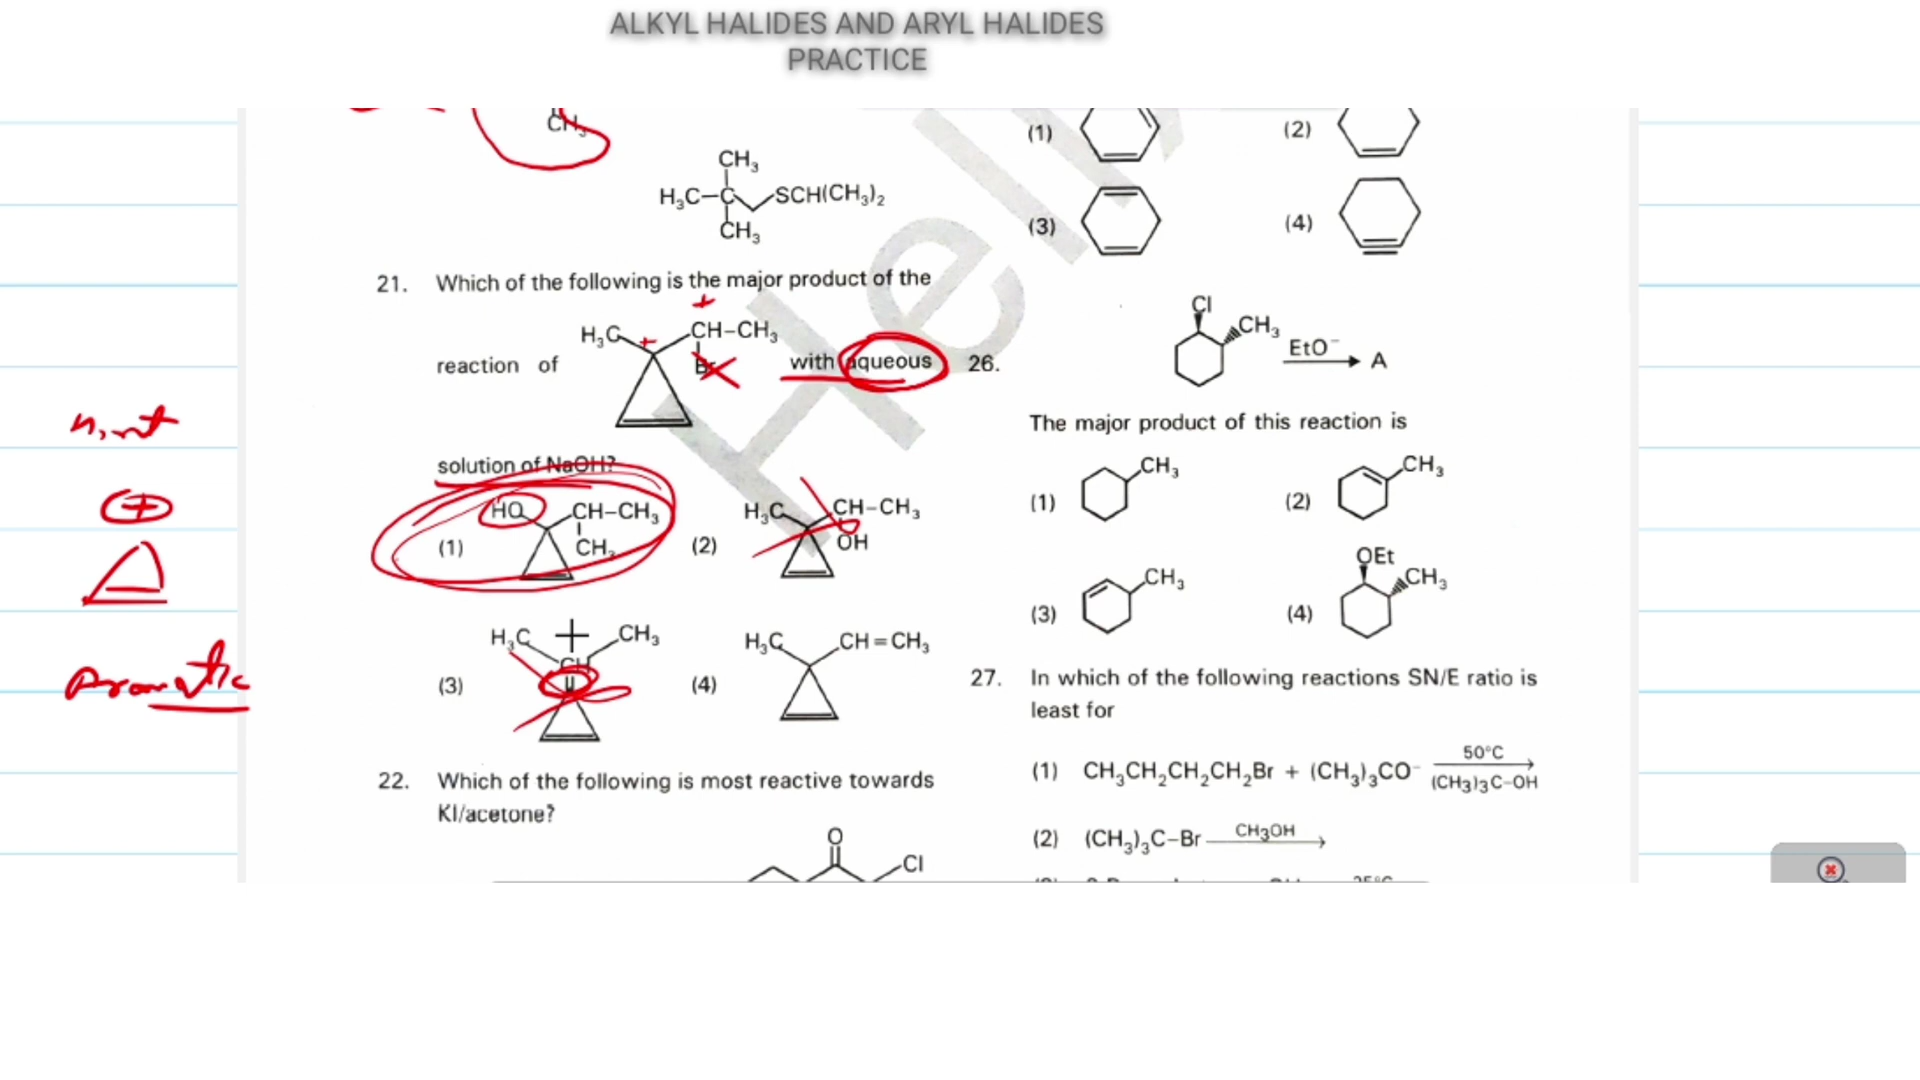 ALKYL HALIDES AND ARYL HALIDES
PRACTICE
CH3
CH3
H3C-C SCH(CH3)2
CH3
21. Which of the following is the major product of the
+
H3C + CH-CH3
Br
reaction of with aqueous
solution of NaOH?
(1) HO CH-CH3
CH3
(2) H3C CH-CH3
OH
(3) H3C + CH3
CH
(4) H3C CH=CH3
22. Which of the following is most reactive towards
KI/acetone?
O
Cl
+
Aromatic
(1)
(2)
(3)
(4)
26.
Cl
CH3
EtO⁻
A
The major product of this reaction is
(1) CH3
(2) CH3
(3) CH3
(4) OEt
CH3
27. In which of the following reactions SN/E ratio is
least for
(1) CH3CH2CH2CH2Br + (CH3)3CO⁻ 50°C
(CH3)3C-OH
(2) (CH3)3C-Br CH3OH